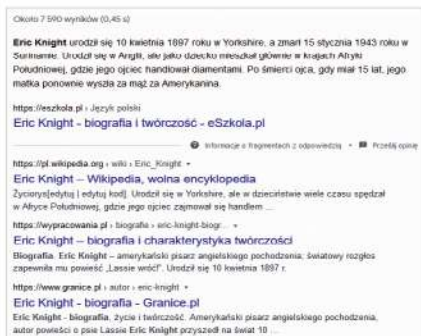 Około 7 590 wyników (0,45 s)
Eric Knight urodził się 10 kwietnia 1897 roku w Yorkshire, a zmarł 15 stycznia 1943 roku w
Surinamie. Urodził się w Anglii, ale jako dziecko mieszkał głównie w krajach Afryki
Południowej, gdzie jego ojciec handlował diamentami. Po śmierci ojca, gdy miał 15 lat, jego
matka ponownie wyszła za mąż za Amerykanina.
https://eszkola.pl › Język polski
Eric Knight - biografia i twórczość - eSzkola.pl
Informacje o fragmentach z odpowiedzią • Prześlij opinię
https://pl.wikipedia.org › wiki › Eric_Knight
Eric Knight – Wikipedia, wolna encyklopedia
Życiorys[edytuj | edytuj kod]. Urodził się w Yorkshire, ale w dzieciństwie wiele czasu spędzał
w Afryce Południowej, gdzie jego ojciec zajmował się handlem ...
https://wypracowania.pl › biografie › eric-knight-biogr...
Eric Knight – biografia i charakterystyka twórczości
Biografia. Eric Knight – amerykański pisarz angielskiego pochodzenia; światowy rozgłos
zapewniła mu powieść „Lassie wróć!”. Urodził się 10 kwietnia 1897 r.
https://www.granice.pl › autor › eric-knight
Eric Knight - biografia - Granice.pl
Eric Knight - biografia, życie i twórczość. Amerykański pisarz angielskiego pochodzenia,
autor powieści o psie Lassie Eric Knight przyszedł na świat 10 ...